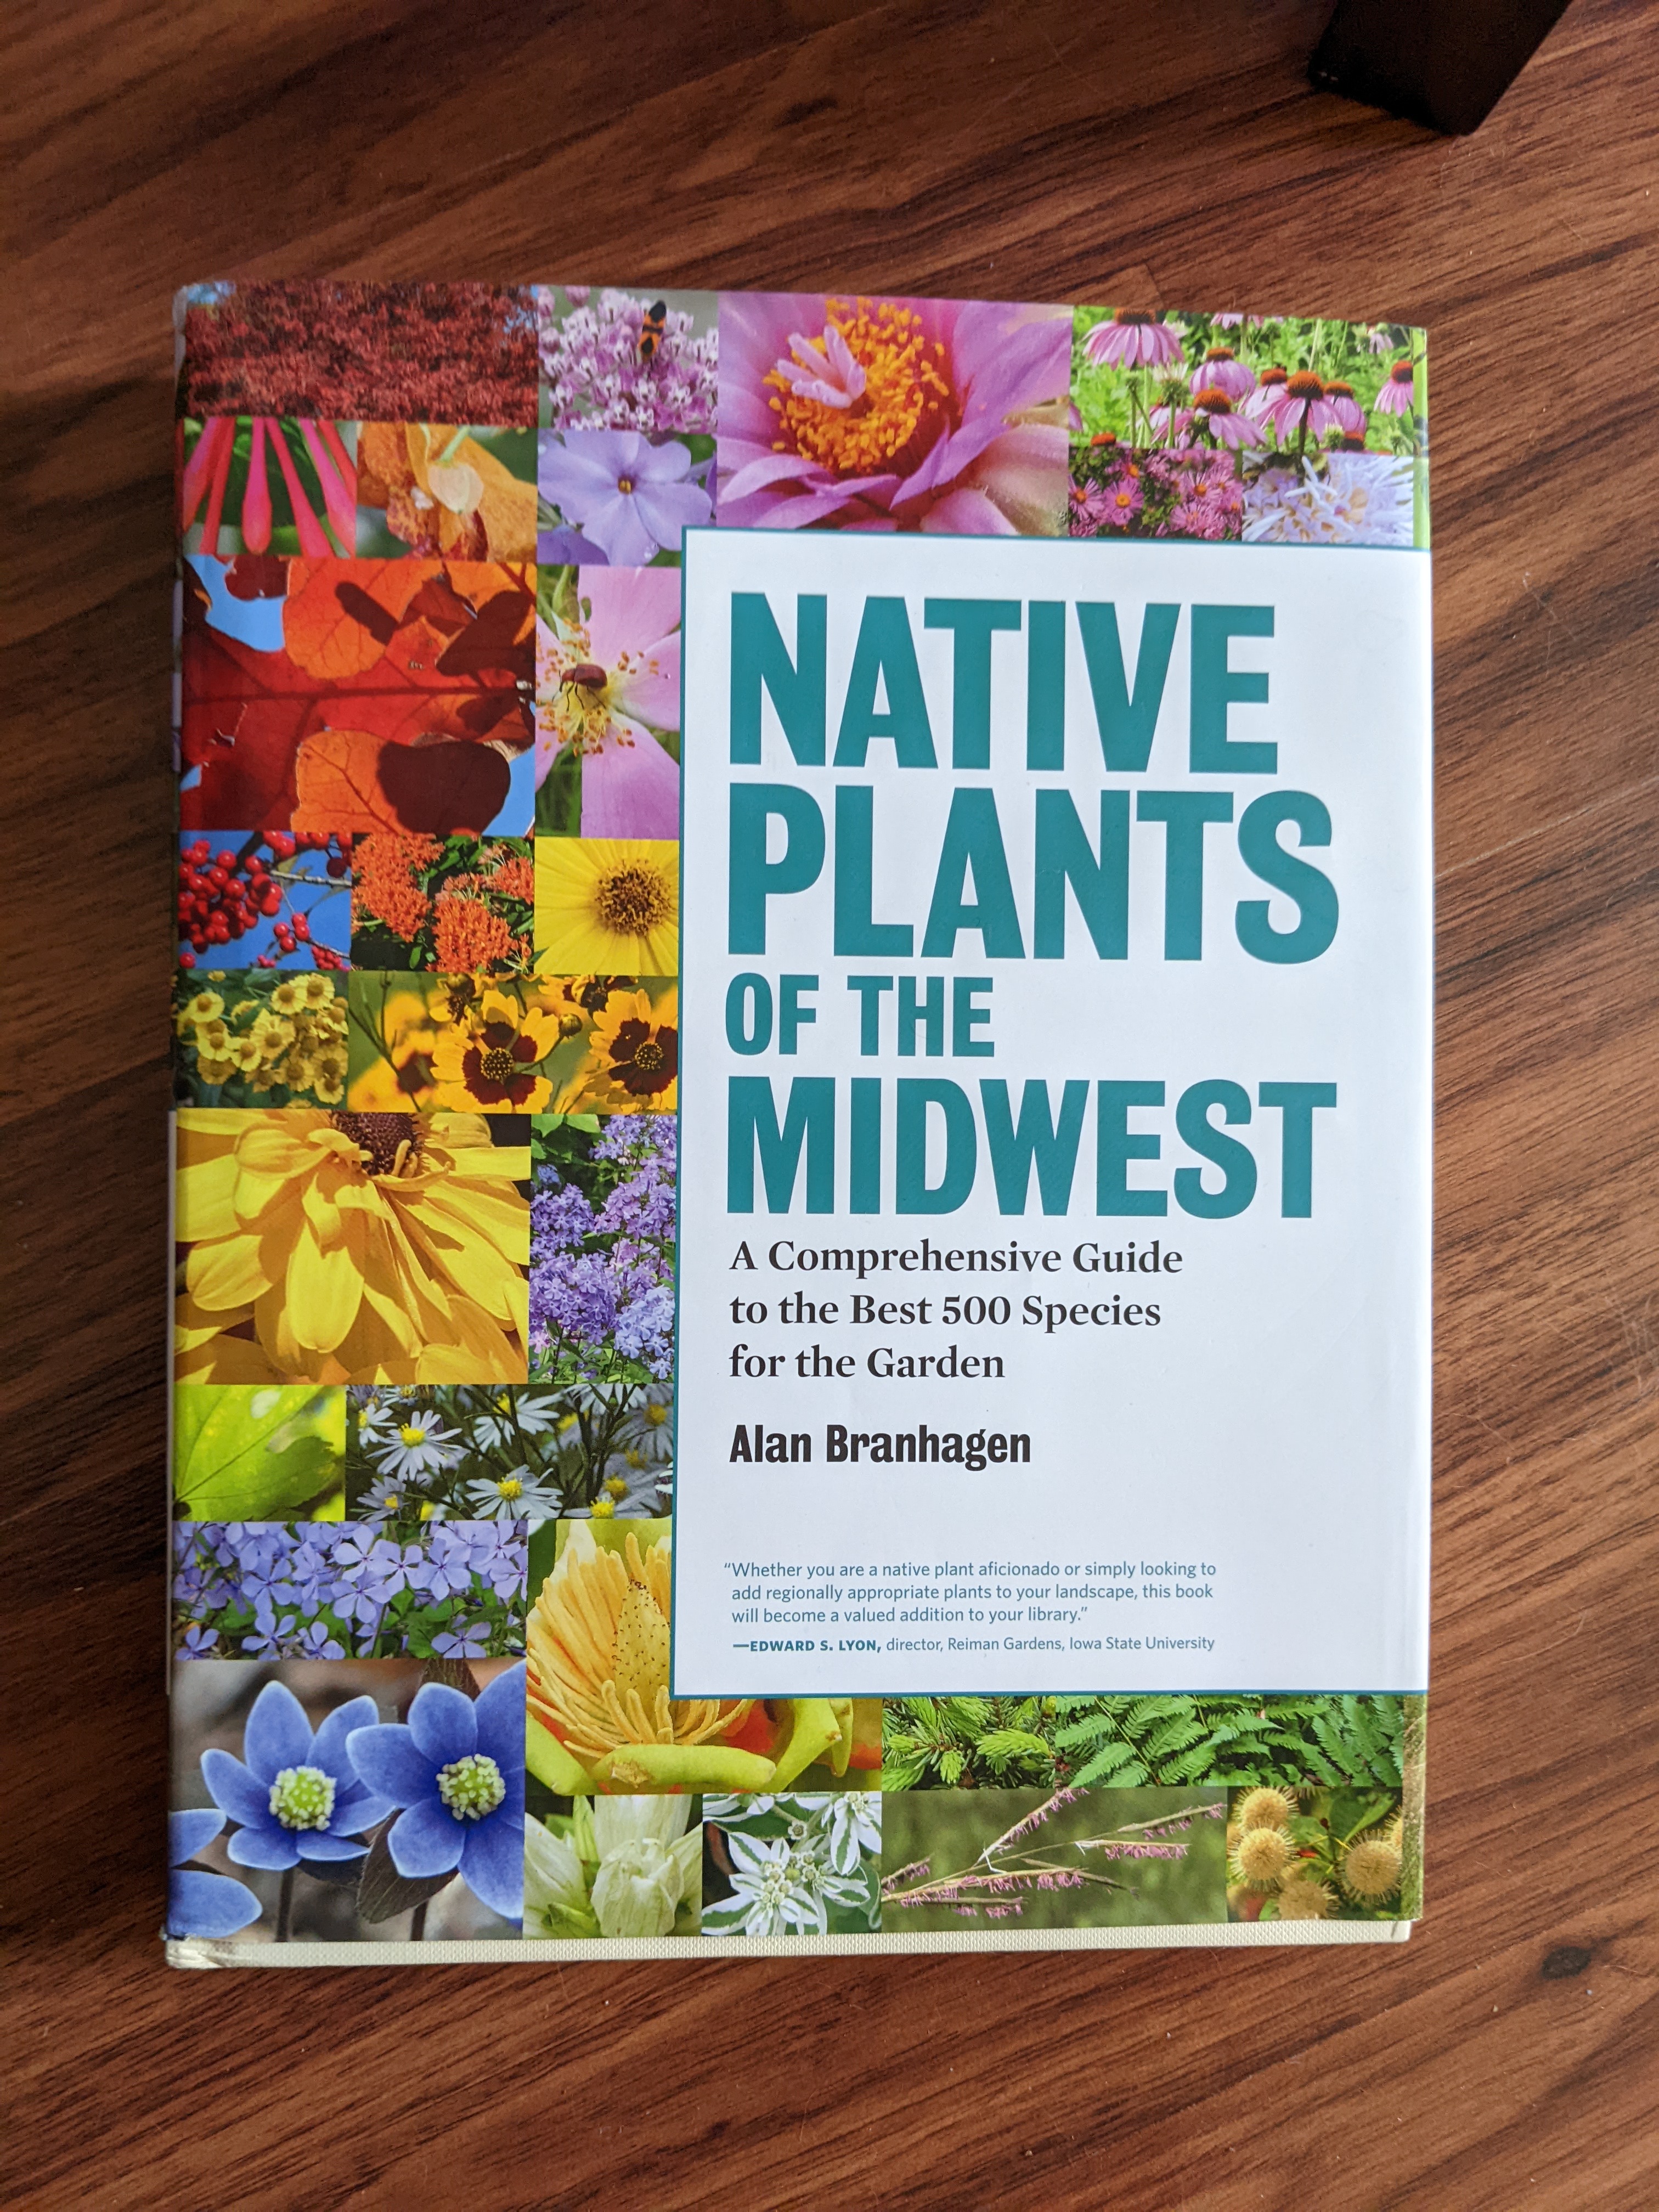 NATIVE
PLANTS
OF THE
MIDWEST
A Comprehensive Guide
to the Best 500 Species
for the Garden
Alan Branhagen
“Whether you are a native plant aficionado or simply looking to
add regionally appropriate plants to your landscape, this book
will become a valued addition to your library.”
—EDWARD S. LYON, director, Reiman Gardens, Iowa State University